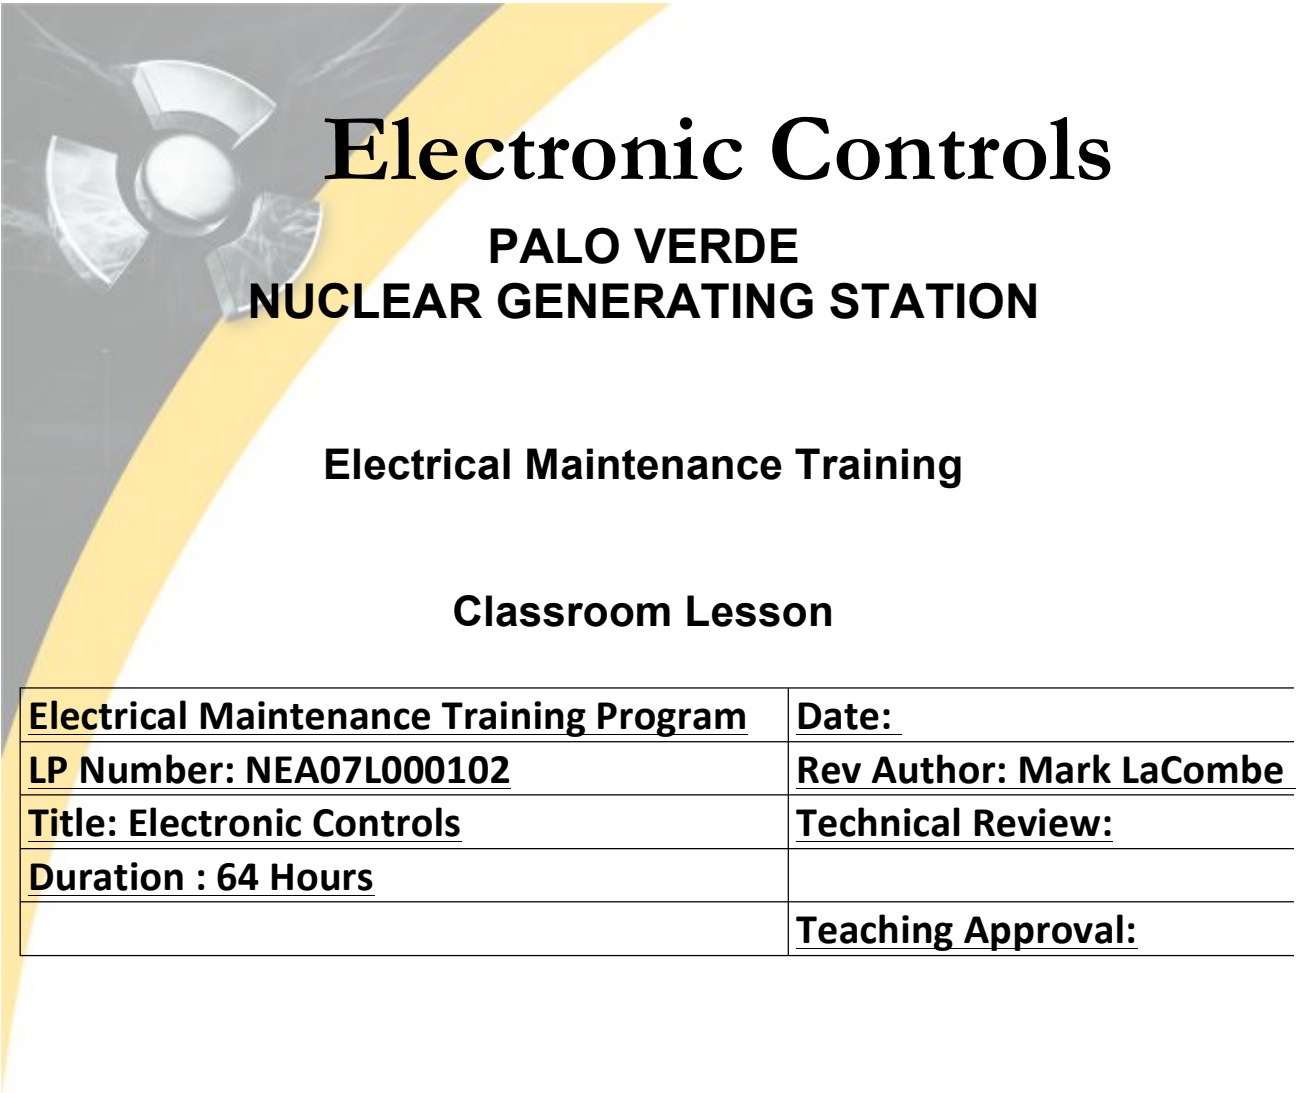 Electronic Controls
PALO VERDE
NUCLEAR GENERATING STATION
Electrical Maintenance Training
Classroom Lesson
Electrical Maintenance Training Program
Date:
LP Number: NEA07L000102
Rev Author: Mark LaCombe
Title: Electronic Controls
Technical Review:
Duration : 64 Hours
Teaching Approval: